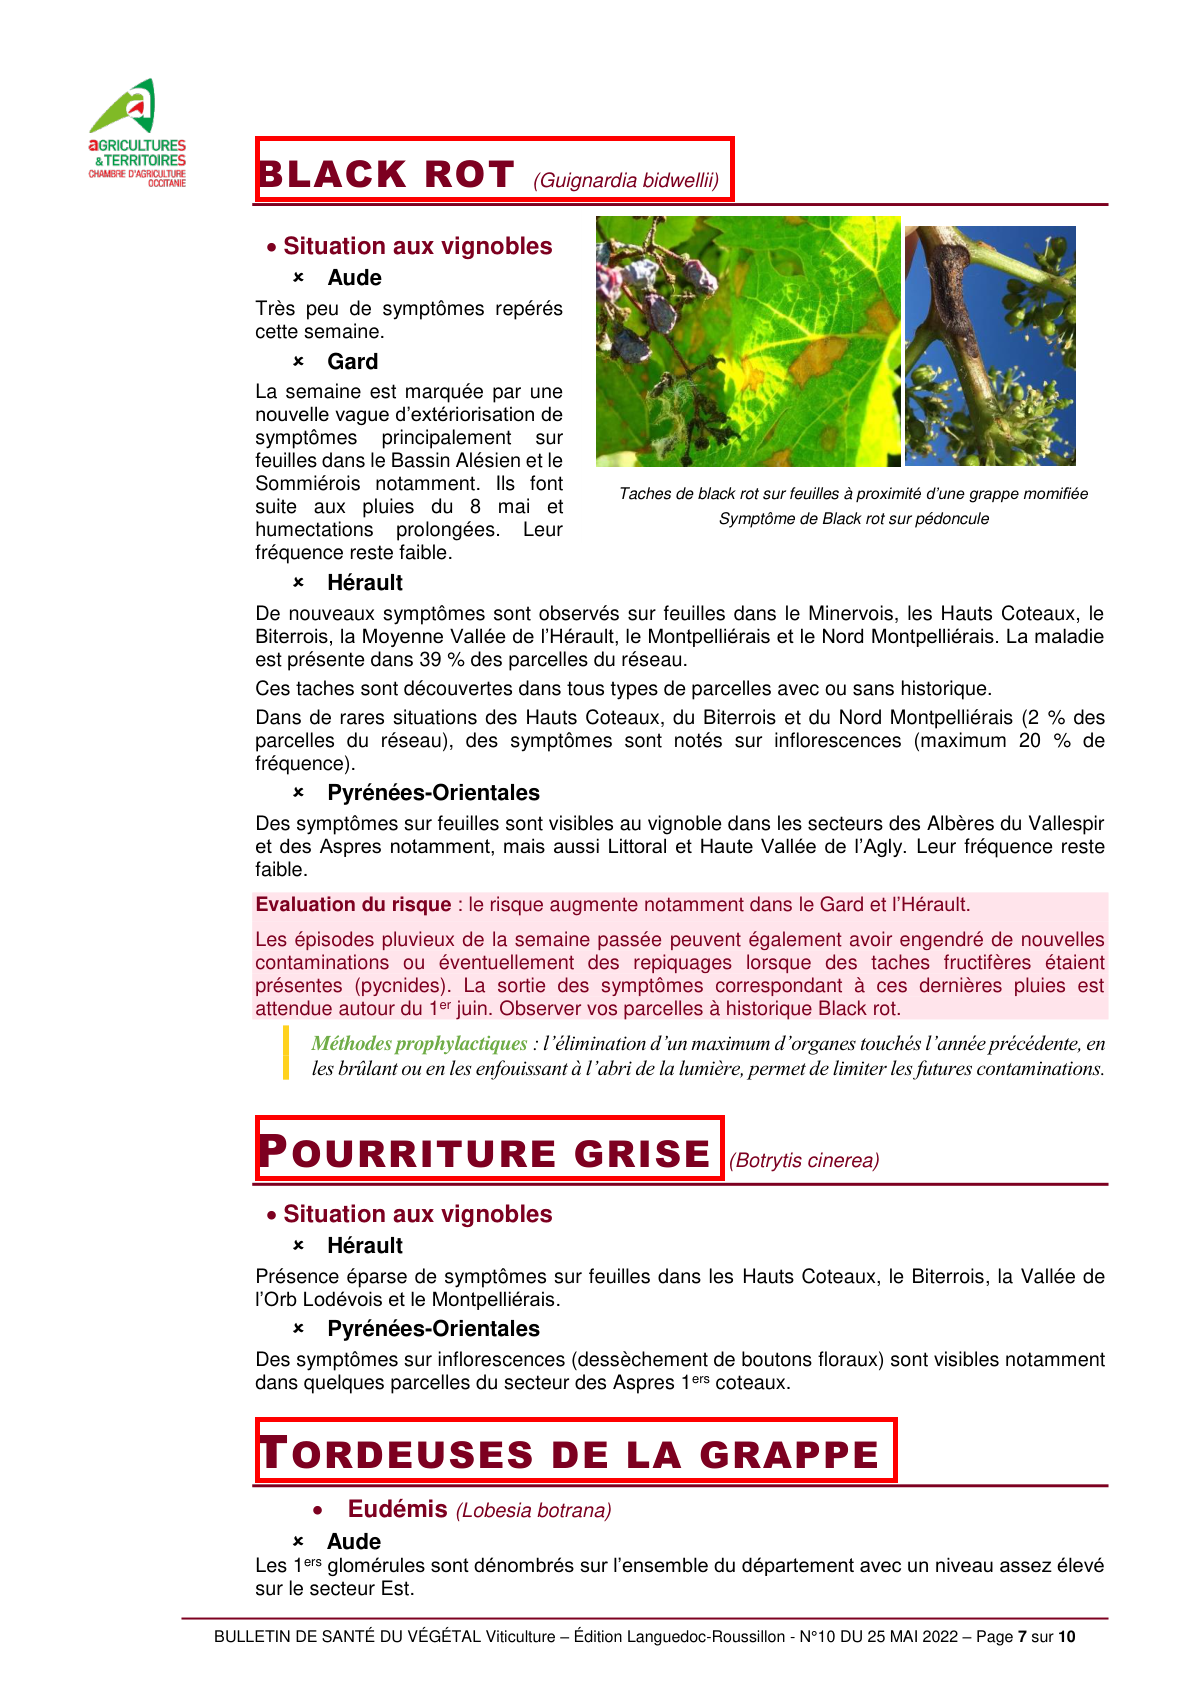 aGRICULTURES
& TERRITOIRES
CHAMBRE D'AGRICULTURE
OCCITANIE
BLACK ROT (Guignardia bidwellii)
• Situation aux vignobles
× Aude
Très peu de symptômes repérés
cette semaine.
× Gard
La semaine est marquée par une
nouvelle vague d’extériorisation de
symptômes principalement sur
feuilles dans le Bassin Alésien et le
Sommiérois notamment. Ils font
suite aux pluies du 8 mai et
humectations prolongées. Leur
fréquence reste faible.
Taches de black rot sur feuilles à proximité d’une grappe momifiée
Symptôme de Black rot sur pédoncule
× Hérault
De nouveaux symptômes sont observés sur feuilles dans le Minervois, les Hauts Coteaux, le
Biterrois, la Moyenne Vallée de l’Hérault, le Montpelliérais et le Nord Montpelliérais. La maladie
est présente dans 39 % des parcelles du réseau.
Ces taches sont découvertes dans tous types de parcelles avec ou sans historique.
Dans de rares situations des Hauts Coteaux, du Biterrois et du Nord Montpelliérais (2 % des
parcelles du réseau), des symptômes sont notés sur inflorescences (maximum 20 % de
fréquence).
× Pyrénées-Orientales
Des symptômes sur feuilles sont visibles au vignoble dans les secteurs des Albères du Vallespir
et des Aspres notamment, mais aussi Littoral et Haute Vallée de l’Agly. Leur fréquence reste
faible.
Evaluation du risque : le risque augmente notamment dans le Gard et l’Hérault.
Les épisodes pluvieux de la semaine passée peuvent également avoir engendré de nouvelles
contaminations ou éventuellement des repiquages lorsque des taches fructifères étaient
présentes (pycnides). La sortie des symptômes correspondant à ces dernières pluies est
attendue autour du 1er juin. Observer vos parcelles à historique Black rot.
Méthodes prophylactiques : l’élimination d’un maximum d’organes touchés l’année précédente, en
les brûlant ou en les enfouissant à l’abri de la lumière, permet de limiter les futures contaminations.
POURRITURE GRISE (Botrytis cinerea)
• Situation aux vignobles
× Hérault
Présence éparse de symptômes sur feuilles dans les Hauts Coteaux, le Biterrois, la Vallée de
l’Orb Lodévois et le Montpelliérais.
× Pyrénées-Orientales
Des symptômes sur inflorescences (dessèchement de boutons floraux) sont visibles notamment
dans quelques parcelles du secteur des Aspres 1ers coteaux.
TORDEUSES DE LA GRAPPE
• Eudémis (Lobesia botrana)
× Aude
Les 1ers glomérules sont dénombrés sur l’ensemble du département avec un niveau assez élevé
sur le secteur Est.
BULLETIN DE SANTÉ DU VÉGÉTAL Viticulture – Édition Languedoc-Roussillon - N°10 DU 25 MAI 2022 – Page 7 sur 10